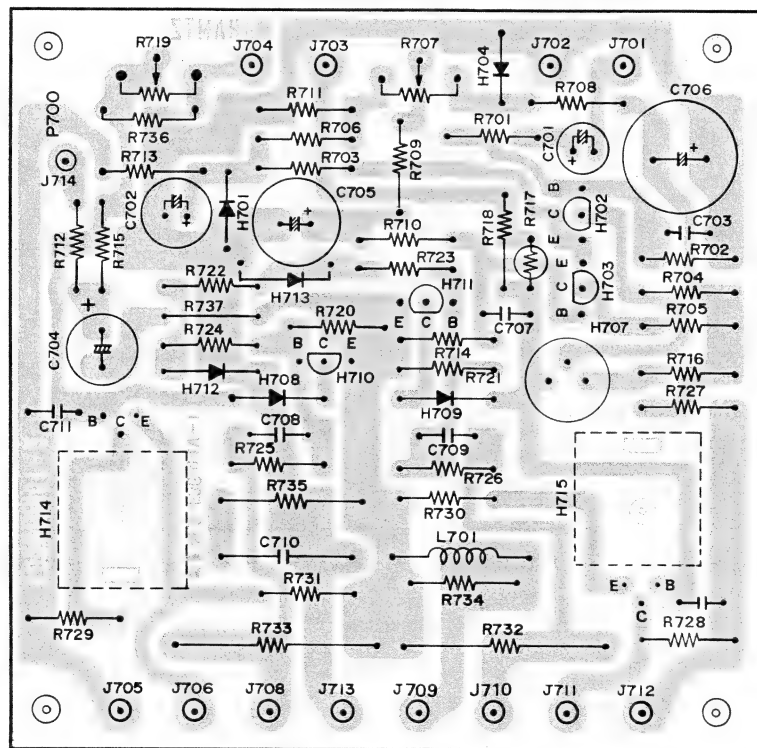 R719
J704
J703
R707
H704
J702
J701
P700
R736
R711
R708
C706
R706
R701
C701
R713
R703
R709
J714
C702
H701
C705
R718
R717
B
C
E
H702
C703
R712
R715
R710
R702
R722
H713
R723
H711
E
C
B
H703
R704
R737
R720
E
C
B
C707
H707
R705
+
C704
R724
B
C
E
R714
H712
H708
H710
R721
R716
H709
R727
C711
B
C
E
C708
C709
R725
R726
H714
R735
R730
H715
C710
L701
R731
R734
E
B
C
R729
R733
R732
R728
J705
J706
J708
J713
J709
J710
J711
J712